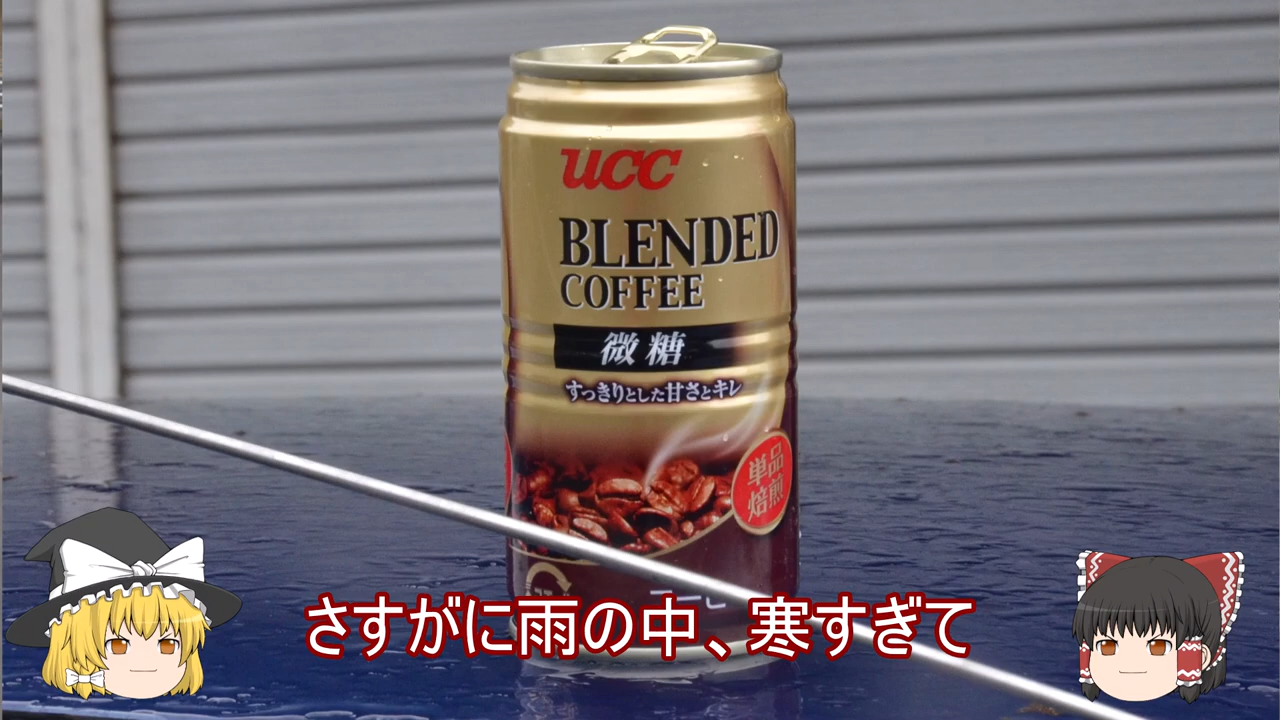 UCC
BLENDED
COFFEE
微糖
すっきりとした甘さとキレ
単品
焙煎
さすがに雨の中、寒すぎて